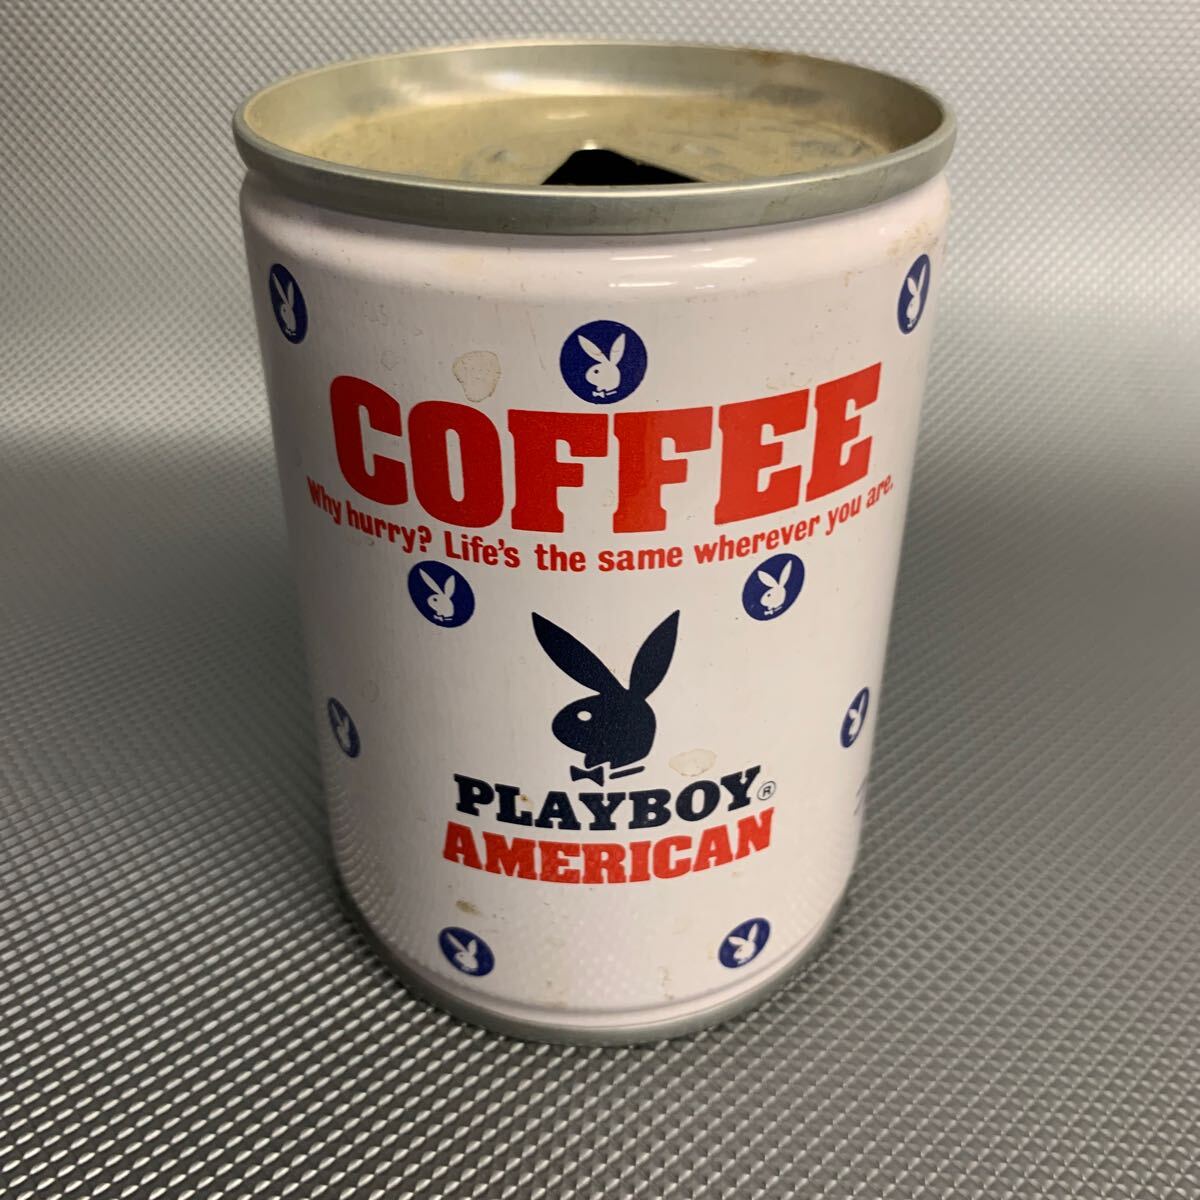 COFFEE
Why hurry? Life's the same wherever you are.
PLAYBOY®
AMERICAN